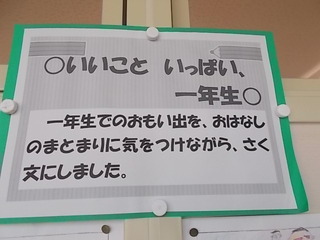 ○いいこと いっぱい、
一年生○
一年生でのおもい出を、おはなし
のまとまりに気をつけながら、さく
文にしました。